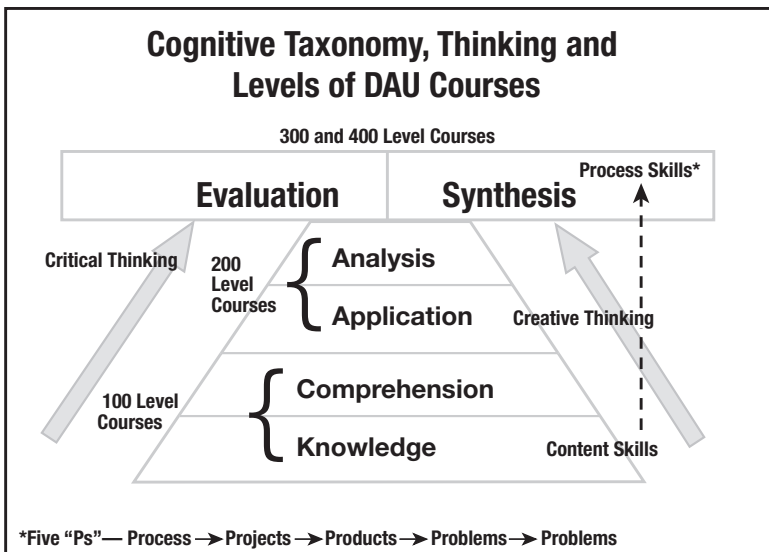 Cognitive Taxonomy, Thinking and
Levels of DAU Courses
300 and 400 Level Courses
Process Skills*
Evaluation
Synthesis
Critical Thinking
200
Level
Courses
Analysis
Application
Creative Thinking
100 Level
Courses
Comprehension
Knowledge
Content Skills
*Five “Ps”— Process → Projects → Products → Problems → Problems